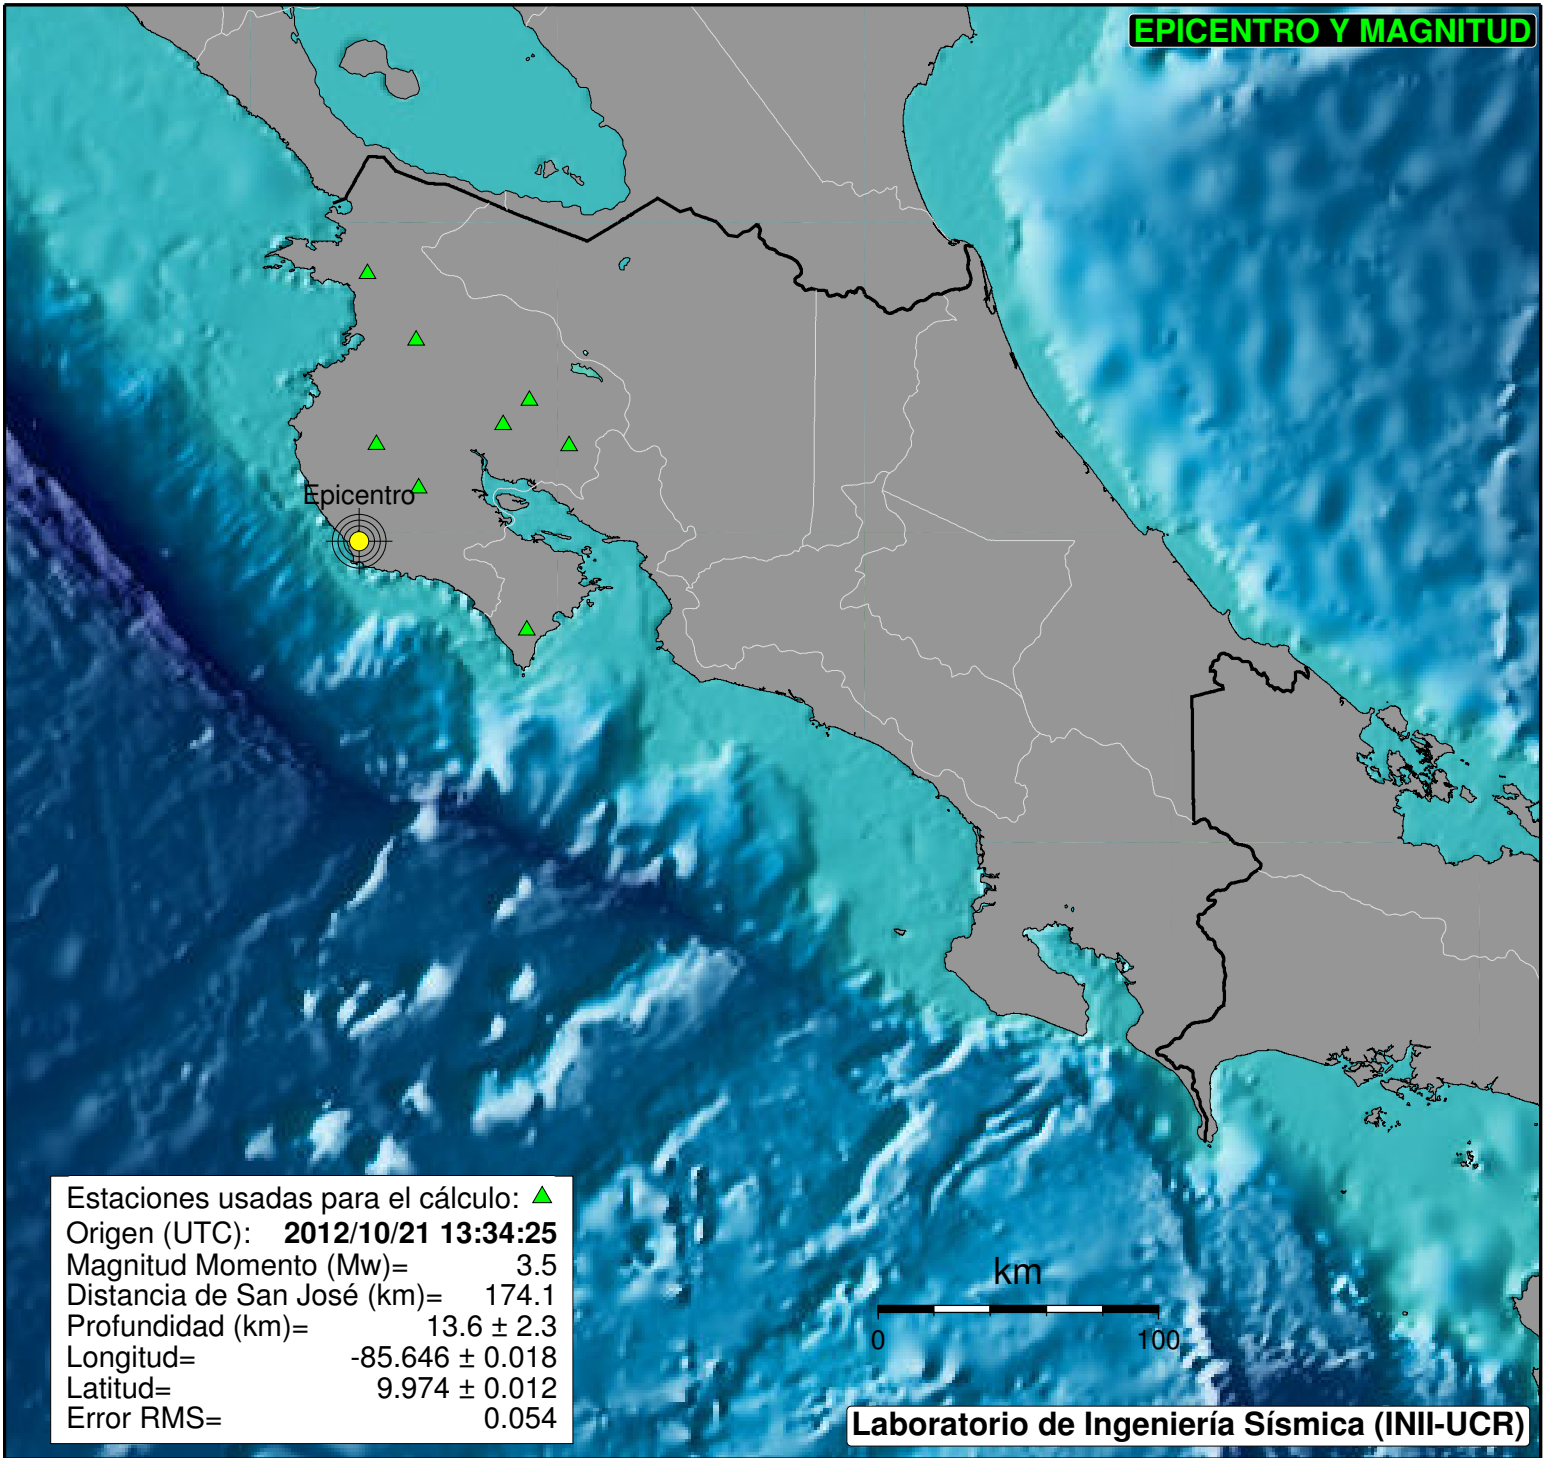 EPICENTRO Y MAGNITUD
Epicentro
Estaciones usadas para el cálculo:
Origen (UTC): 2012/10/21 13:34:25
Magnitud Momento (Mw)= 3.5
Distancia de San José (km)= 174.1
Profundidad (km)= 13.6 ± 2.3
Longitud= -85.646 ± 0.018
Latitud= 9.974 ± 0.012
Error RMS= 0.054
km
0 100
Laboratorio de Ingeniería Sísmica (INII-UCR)